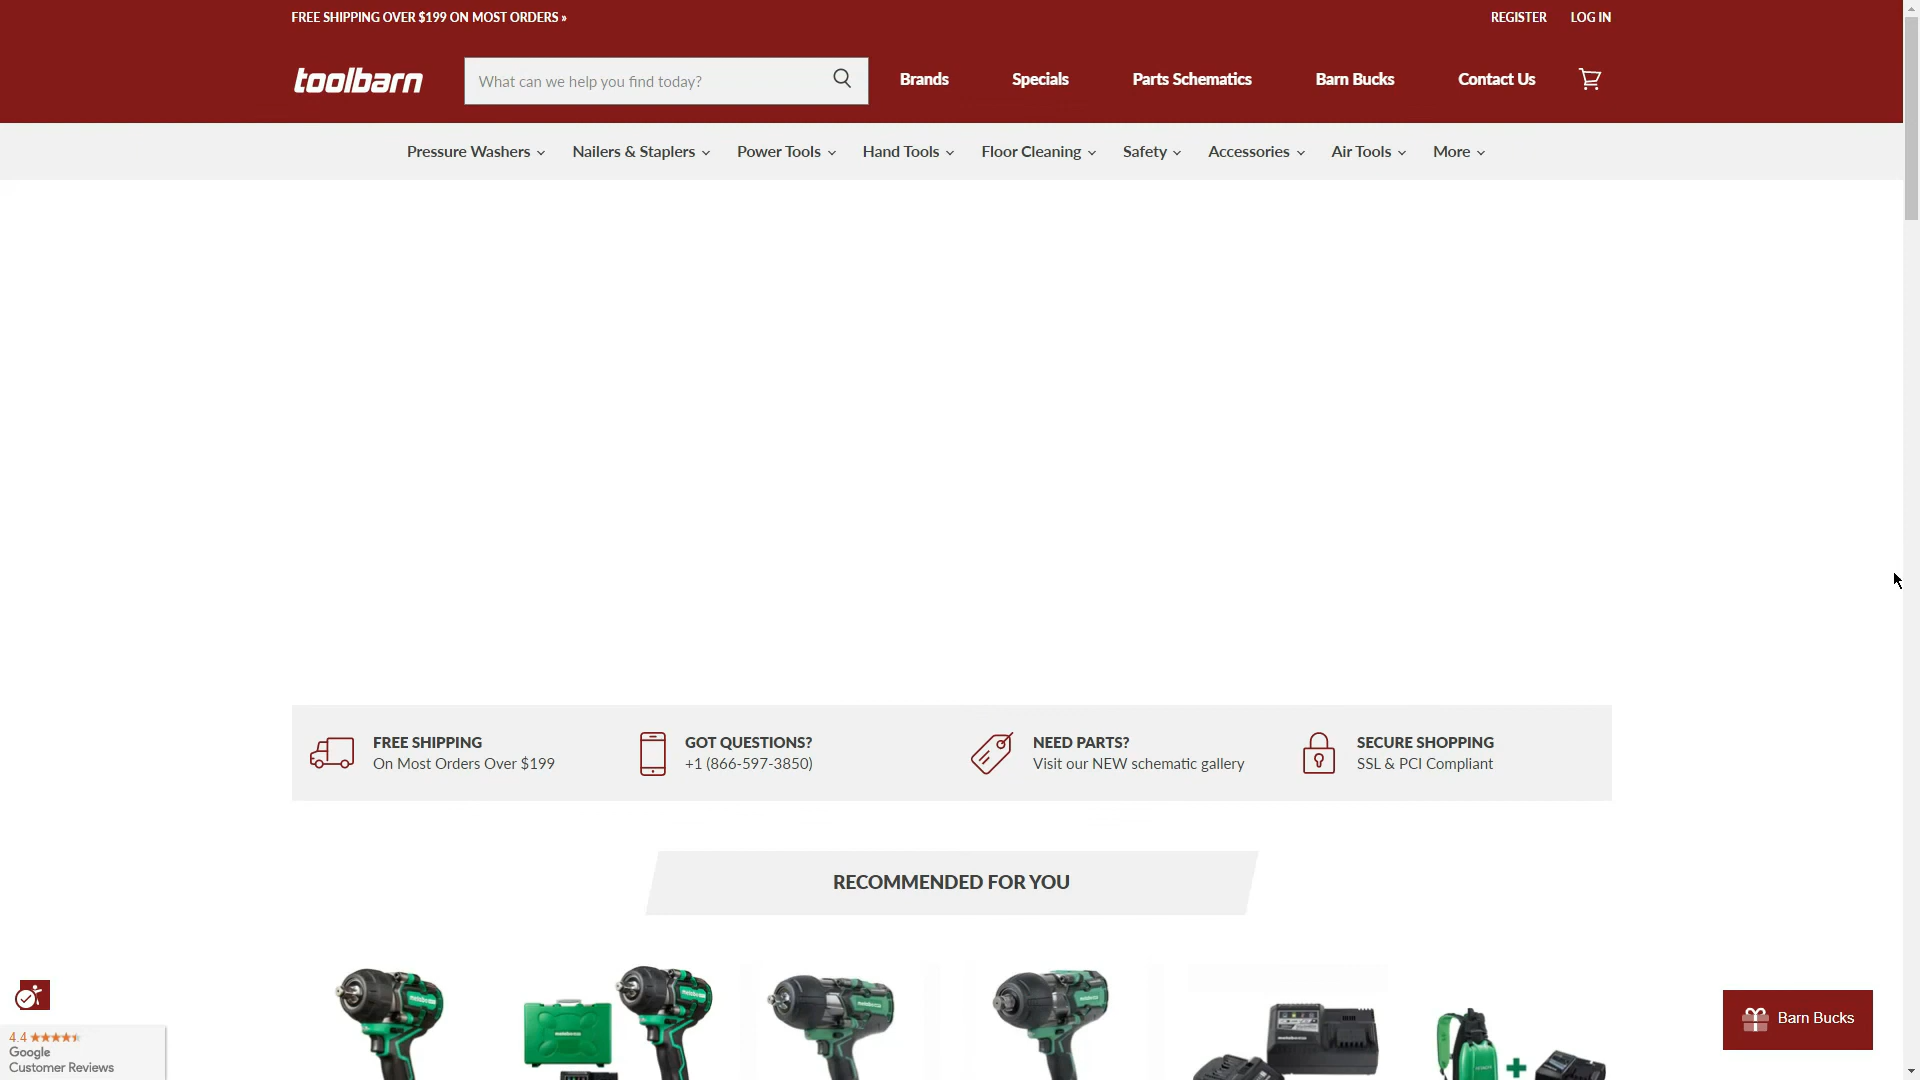 FREE SHIPPING OVER $199 ON MOST ORDERS »
REGISTER
LOG IN
toolbarn
What can we help you find today?
Brands
Specials
Parts Schematics
Barn Bucks
Contact Us
Pressure Washers
Nailers & Staplers
Power Tools
Hand Tools
Floor Cleaning
Safety
Accessories
Air Tools
More
FREE SHIPPING
On Most Orders Over $199
GOT QUESTIONS?
+1 (866-597-3850)
NEED PARTS?
Visit our NEW schematic gallery
SECURE SHOPPING
SSL & PCI Compliant
RECOMMENDED FOR YOU
4.4
Google
Customer Reviews
Barn Bucks